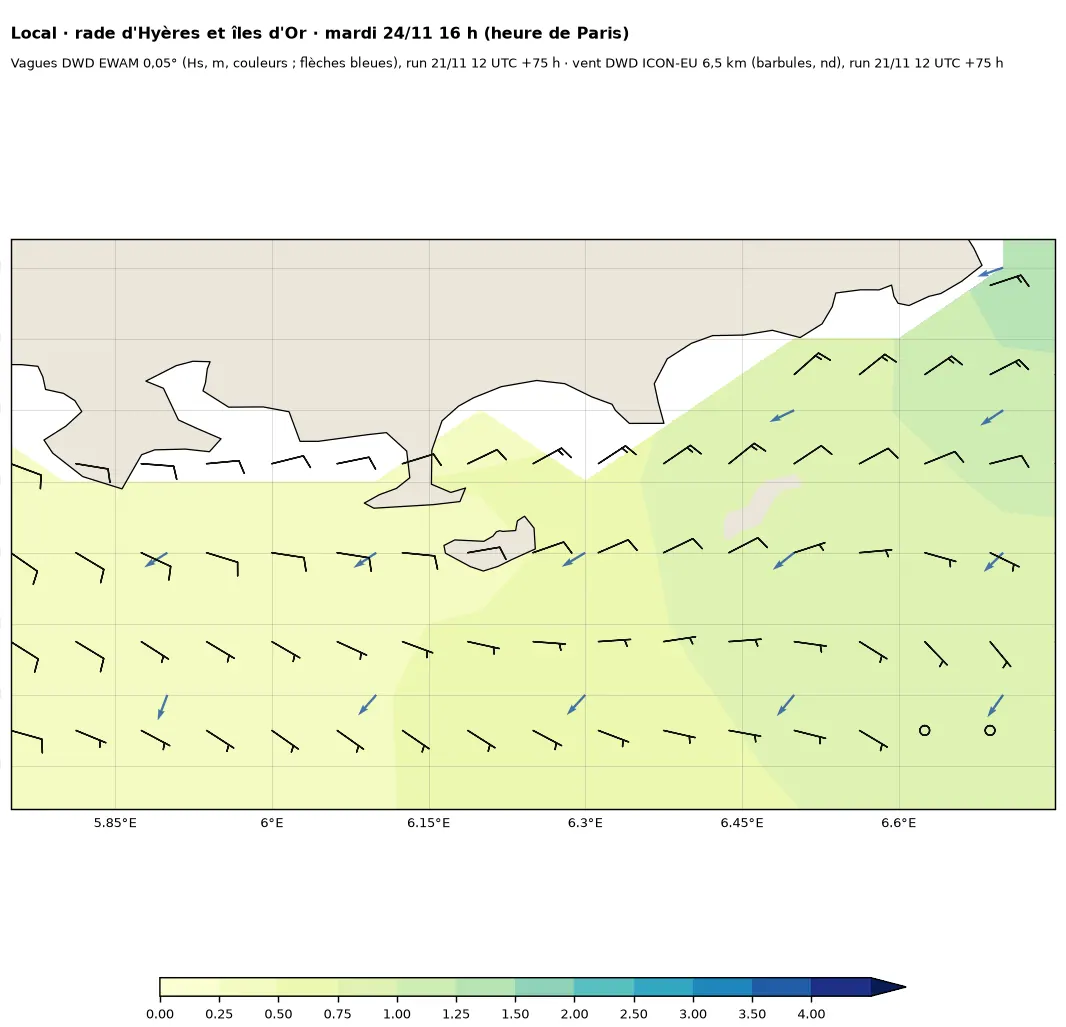 Local · rade d'Hyères et îles d'Or · mardi 24/11 16 h (heure de Paris)
Vagues DWD EWAM 0,05° (Hs, m, couleurs ; flèches bleues), run 21/11 12 UTC +75 h · vent DWD ICON-EU 6,5 km (barbules, nd), run 21/11 12 UTC +75 h
5.85°E 6°E 6.15°E 6.3°E 6.45°E 6.6°E
0.00 0.25 0.50 0.75 1.00 1.25 1.50 2.00 2.50 3.00 3.50 4.00